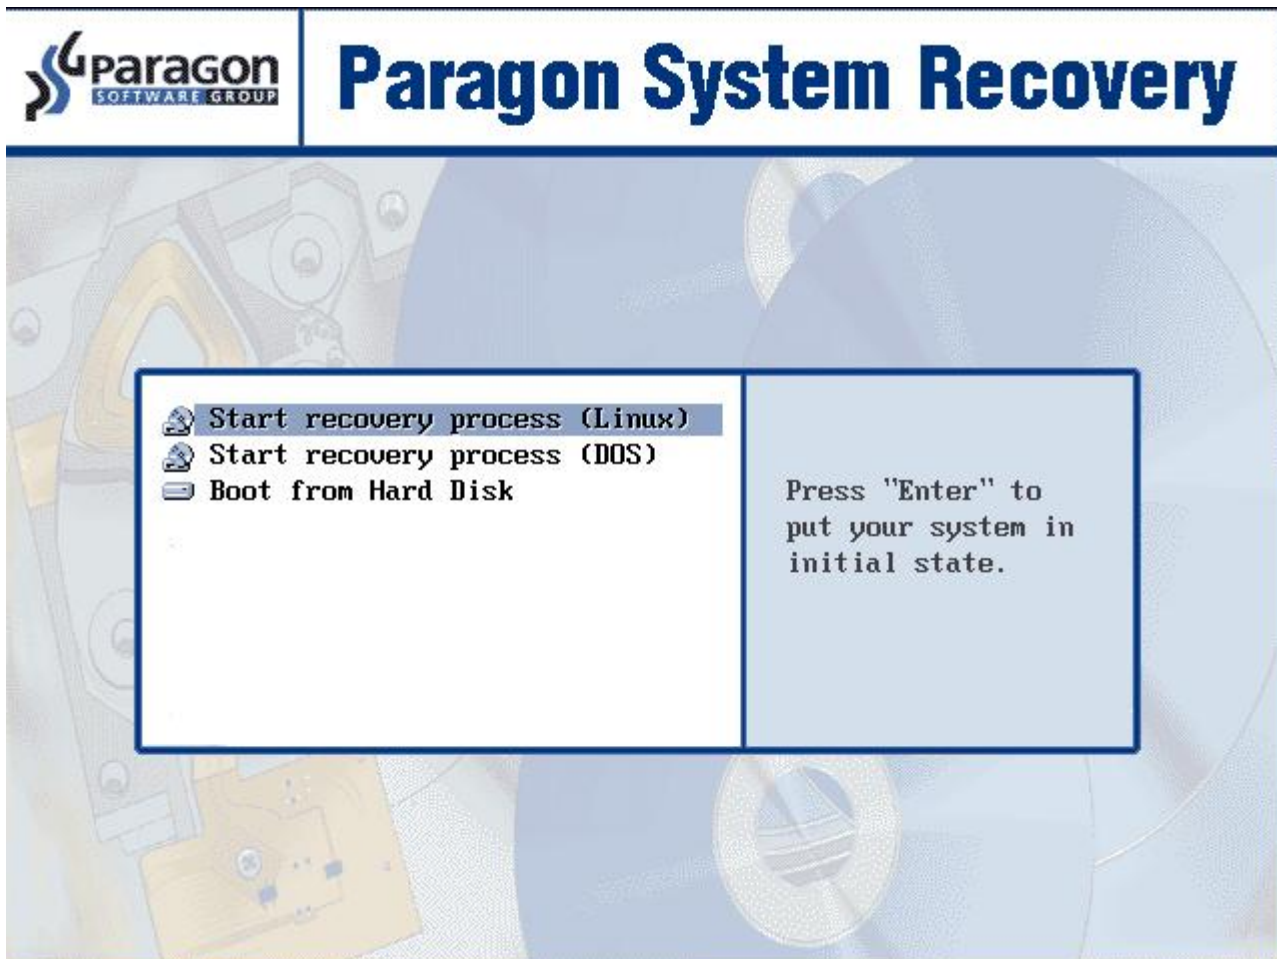 paragon
SOFTWARE GROUP
Paragon System Recovery
Start recovery process (Linux)
Start recovery process (DOS)
Boot from Hard Disk
Press "Enter" to
put your system in
initial state.